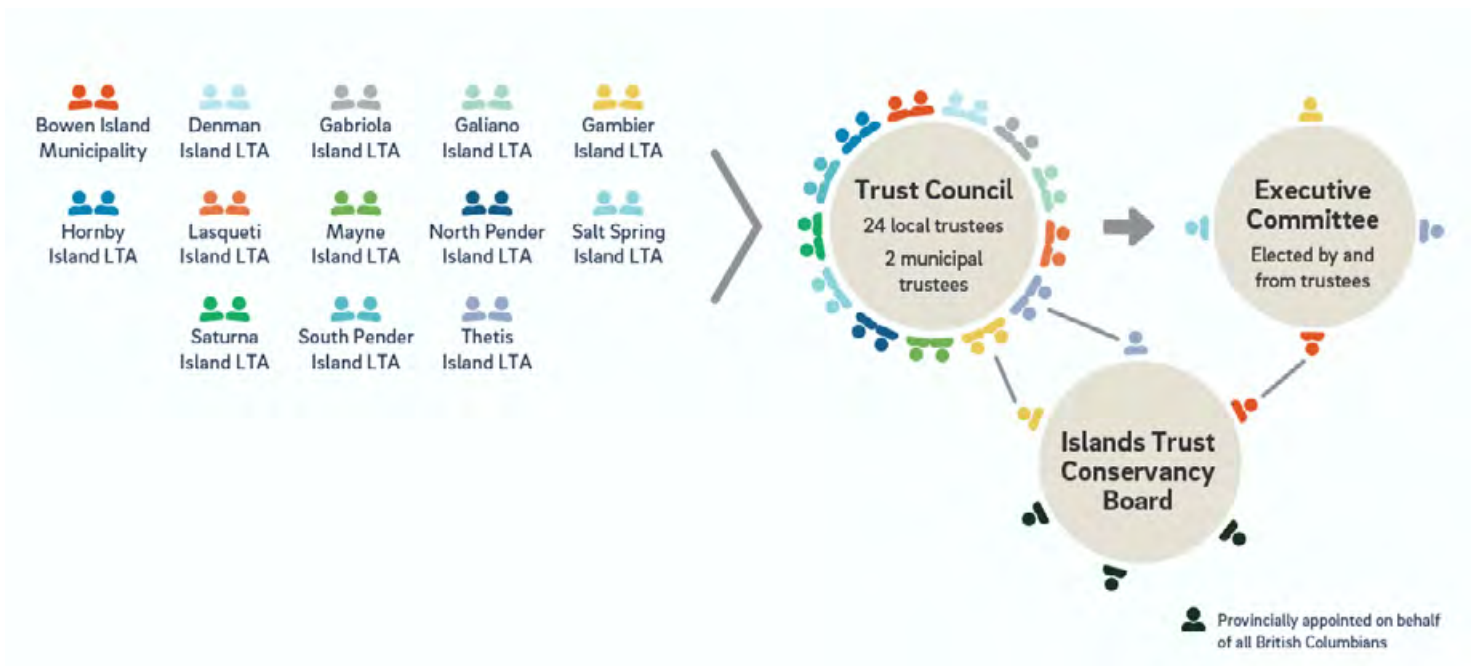 Bowen Island
Municipality
Denman
Island LTA
Gabriola
Island LTA
Galiano
Island LTA
Gambier
Island LTA
Hornby
Island LTA
Lasqueti
Island LTA
Mayne
Island LTA
North Pender
Island LTA
Salt Spring
Island LTA
Saturna
Island LTA
South Pender
Island LTA
Thetis
Island LTA
Trust Council
24 local trustees
2 municipal
trustees
Executive
Committee
Elected by and
from trustees
Islands Trust
Conservancy
Board
Provincially appointed on behalf
of all British Columbians